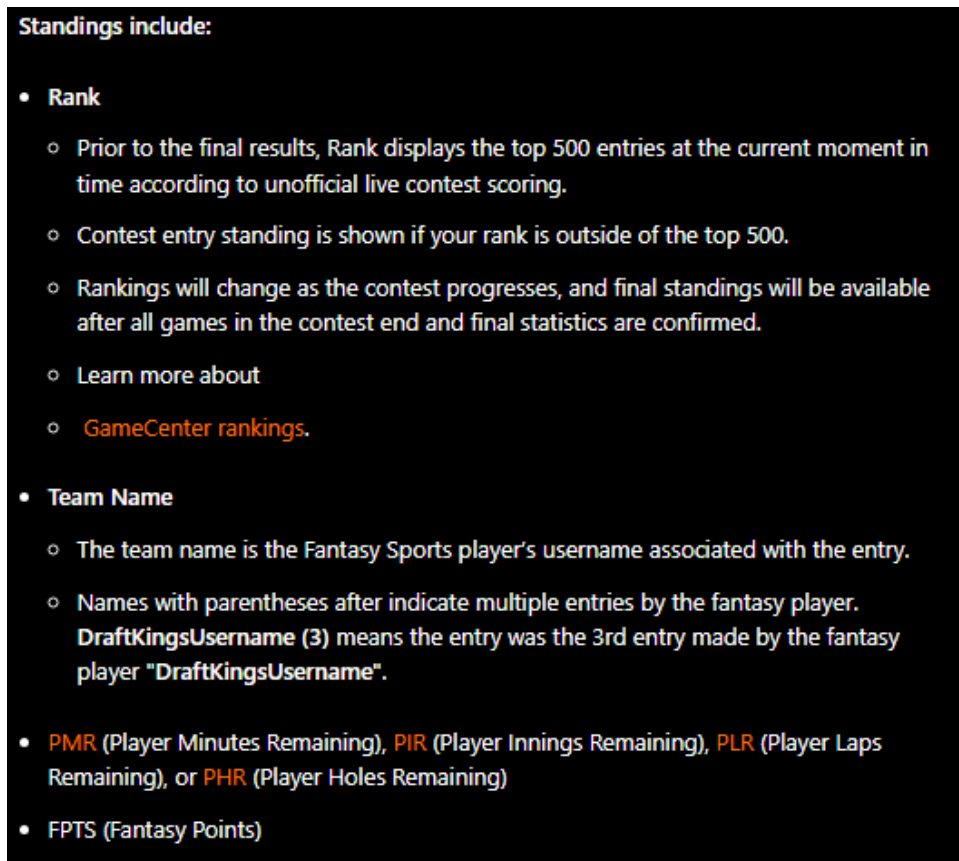 Standings include:
• Rank
◦ Prior to the final results, Rank displays the top 500 entries at the current moment in
time according to unofficial live contest scoring.
◦ Contest entry standing is shown if your rank is outside of the top 500.
◦ Rankings will change as the contest progresses, and final standings will be available
after all games in the contest end and final statistics are confirmed.
◦ Learn more about
◦ GameCenter rankings.
• Team Name
◦ The team name is the Fantasy Sports player's username associated with the entry.
◦ Names with parentheses after indicate multiple entries by the fantasy player.
DraftKingsUsername (3) means the entry was the 3rd entry made by the fantasy
player "DraftKingsUsername".
• PMR (Player Minutes Remaining), PIR (Player Innings Remaining), PLR (Player Laps
Remaining), or PHR (Player Holes Remaining)
• FPTS (Fantasy Points)